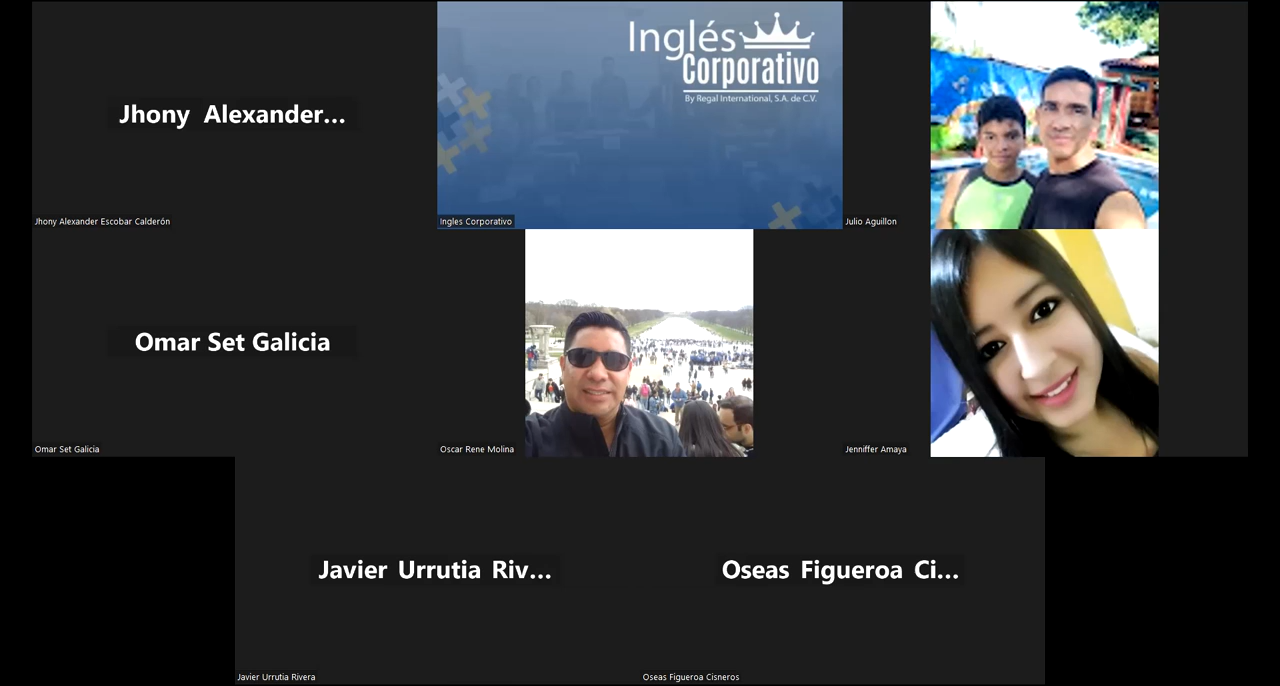 Jhony Alexander...
Jhony Alexander Escobar Calderón
Inglés
Corporativo
By Regal International, S.A. de C.V.
Ingles Corporativo
Julio Aguillon
Omar Set Galicia
Omar Set Galicia
Oscar Rene Molina
Jenniffer Amaya
Javier Urrutia Riv...
Javier Urrutia Rivera
Oseas Figueroa Ci...
Oseas Figueroa Cisneros